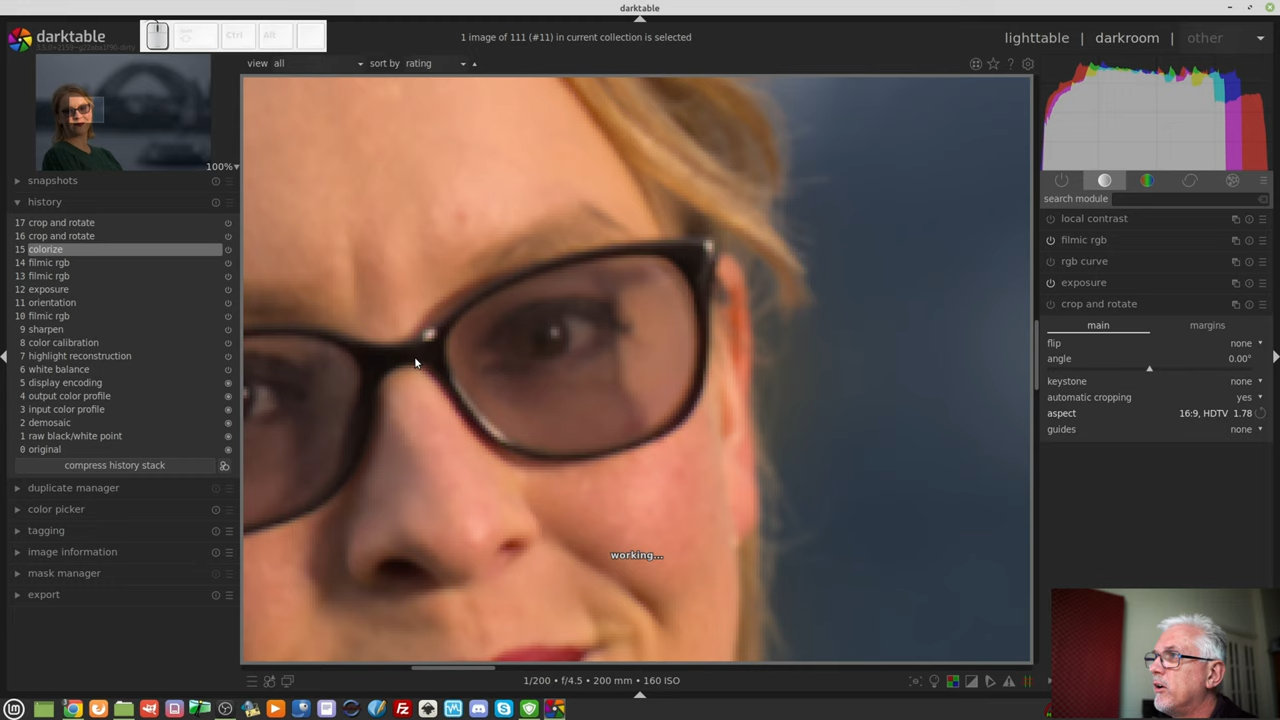 darktable
darktable
Ctrl
Alt
1 image of 111 (#11) in current collection is selected
lighttable | darkroom | other
view all sort by rating
100%
snapshots
history
17 crop and rotate
16 crop and rotate
15 colorize
14 filmic rgb
13 filmic rgb
12 exposure
11 orientation
10 filmic rgb
9 sharpen
8 color calibration
7 highlight reconstruction
6 white balance
5 display encoding
4 output color profile
3 input color profile
2 demosaic
1 raw black/white point
0 original
compress history stack
duplicate manager
color picker
tagging
image information
mask manager
export
working...
1/200 • f/4.5 • 200 mm • 160 ISO
search module
local contrast
filmic rgb
rgb curve
exposure
crop and rotate
main margins
flip none
angle 0.00°
keystone none
automatic cropping yes
aspect 16:9, HDTV 1.78
guides none